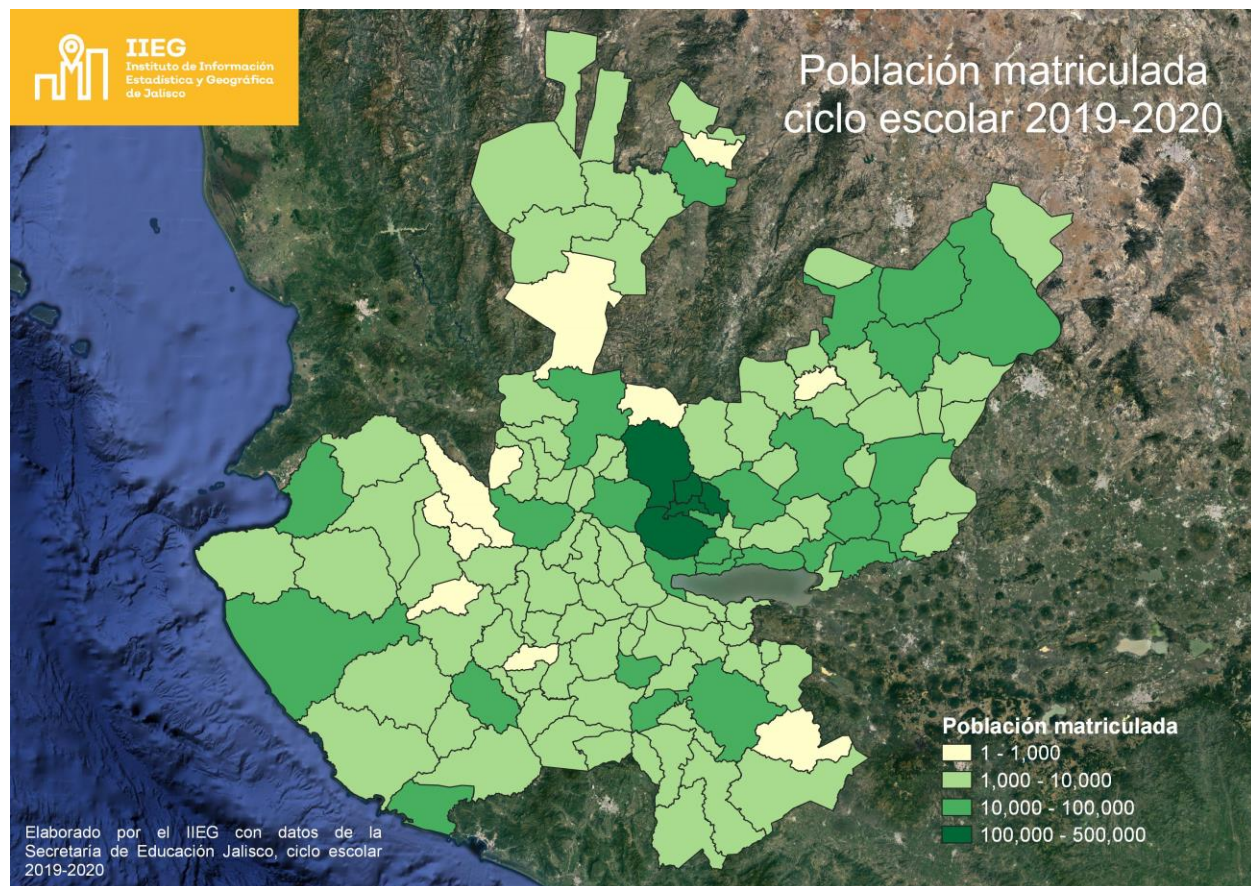 IIEG
Instituto de Información
Estadística y Geográfica
de Jalisco
Población matriculada
ciclo escolar 2019-2020
Población matriculada
1 - 1,000
1,000 - 10,000
10,000 - 100,000
100,000 - 500,000
Elaborado por el IIEG con datos de la
Secretaría de Educación Jalisco, ciclo escolar
2019-2020